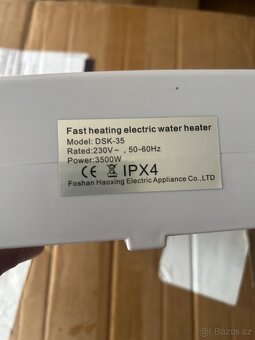 Fast heating electric water heater
Model: DSK-35
Rated: 230V~ , 50-60Hz
Power:3500W
CE IPX4
Foshan Haoxing Electric Appliance Co.,LTD
bazos.cz